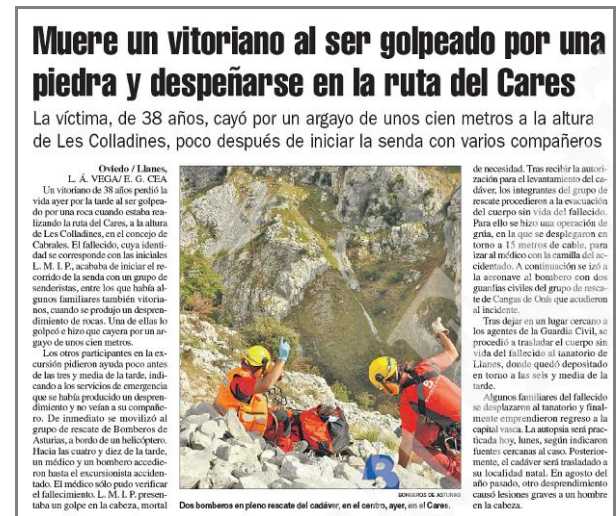 Muere un vitoriano al ser golpeado por una
piedra y despeñarse en la ruta del Cares
La víctima, de 38 años, cayó por un argayo de unos cien metros a la altura
de Les Colladines, poco después de iniciar la senda con varios compañeros
Oviedo / Llanes,
L. Á. VEGA/ E. G. CEA
Un vitoriano de 38 años perdió la
vida ayer por la tarde al ser golpea-
do por una roca cuando estaba rea-
lizando la ruta del Cares, a la altura
de Les Colladines, en el concejo de
Cabrales. El fallecido, cuya identi-
dad se corresponde con las iniciales
L. M. I. P., acababa de iniciar el re-
corrido de la senda con un grupo de
senderistas, entre los que había al-
gunos familiares también vitoria-
nos, cuando se produjo un despren-
dimiento de rocas. Una de ellas lo
golpeó e hizo que cayera por un ar-
gayo de unos cien metros.
Los otros participantes en la ex-
cursión pidieron ayuda poco antes
de las tres y media de la tarde, indi-
cando a los servicios de emergencia
que se había producido un despren-
dimiento y no veían a su compañe-
ro. De inmediato se movilizó al
grupo de rescate de Bomberos de
Asturias, a bordo de un helicóptero.
Hacia las cuatro y diez de la tarde,
un médico y un bombero accedie-
ron hasta el excursionista acciden-
tado. El médico sólo pudo verificar
el fallecimiento. L. M. I. P. presen-
taba un golpe en la cabeza, mortal
BOMBEROS DE ASTURIAS
Dos bomberos en pleno rescate del cadáver, en el centro, ayer, en el Cares.
de necesidad. Tras recibir la autori-
zación para el levantamiento del ca-
dáver, los integrantes del grupo de
rescate procedieron a la evacuación
del cuerpo sin vida del fallecido.
Para ello se hizo una operación de
grúa, en la que se desplegaron en
torno a 15 metros de cable, para
izar al médico con la camilla del ac-
cidentado. A continuación se izó a
la aeronave al bombero con dos
guardias civiles del grupo de resca-
te de Cangas de Onís que acudieron
al incidente.
Tras dejar en un lugar cercano a
los agentes de la Guardia Civil, se
procedió a trasladar el cuerpo sin
vida del fallecido al tanatorio de
Llanes, donde quedó depositado
en torno a las seis y media de la
tarde.
Algunos familiares del fallecido
se desplazaron al tanatorio y final-
mente emprendieron regreso a la
capital vasca. La autopsia será prac-
ticada hoy, lunes, según indicaron
fuentes cercanas al caso. Posterior-
mente, el cadáver será trasladado a
su localidad natal. En agosto del
año pasado, otro desprendimiento
causó lesiones graves a un hombre
en la cabeza.